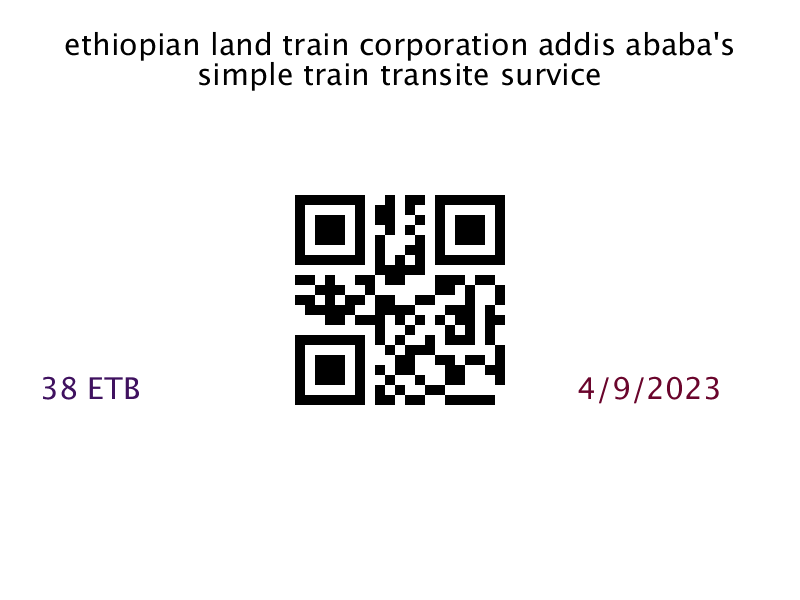 ethiopian land train corporation addis ababa's
simple train transite survice
38 ETB
4/9/2023